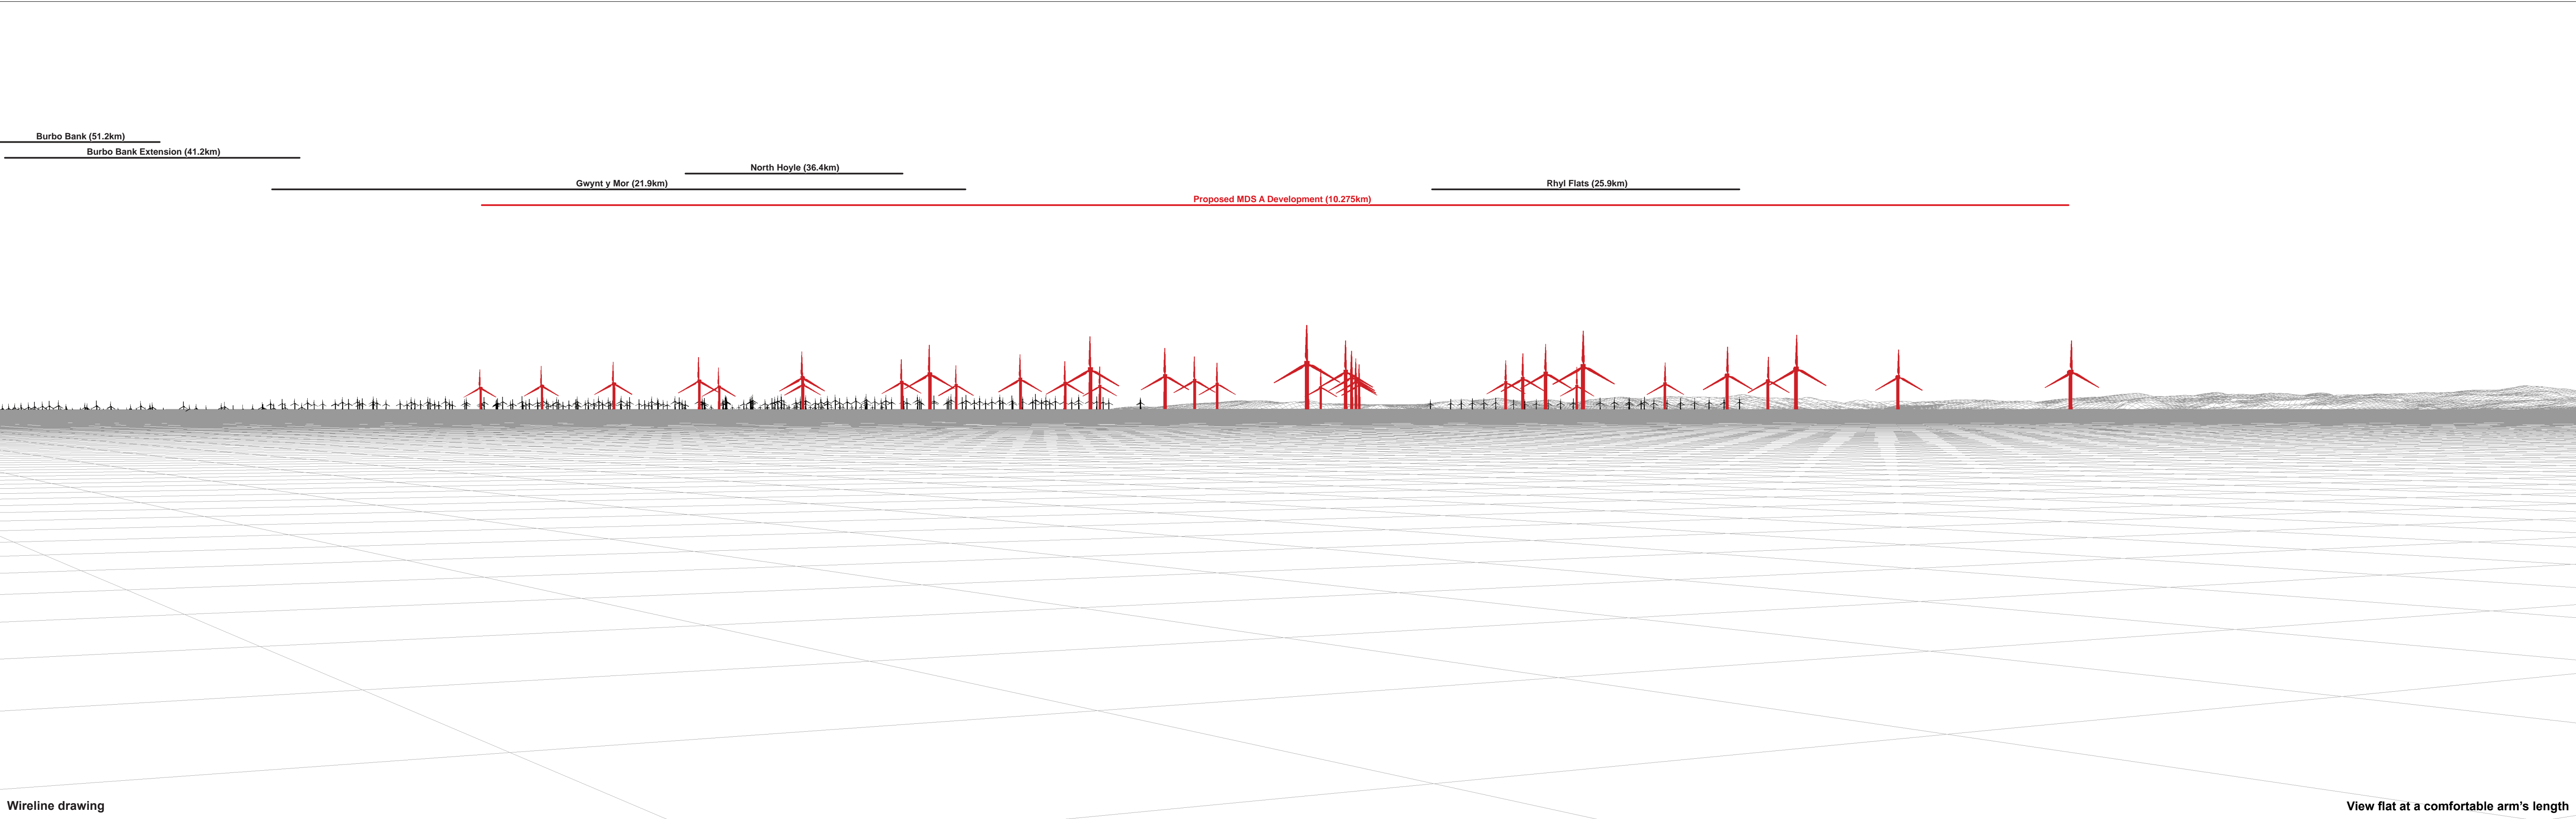 Burbo Bank (51.2km)
Burbo Bank Extension (41.2km)
North Hoyle (36.4km)
Gwynt y Mor (21.9km)
Rhyl Flats (25.9km)
Proposed MDS A Development (10.275km)
Wireline drawing
View flat at a comfortable arm's length